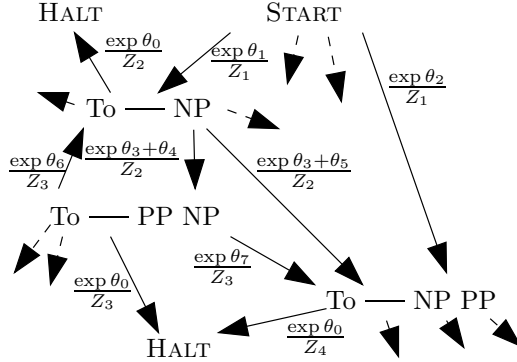 HALT START
exp θ0 / Z2
exp θ1 / Z1
exp θ2 / Z1
To — NP
exp θ6 / Z3
exp θ3+θ4 / Z2
exp θ3+θ5 / Z2
To — PP NP
exp θ0 / Z3
exp θ7 / Z3
To — NP PP
HALT
exp θ0 / Z4